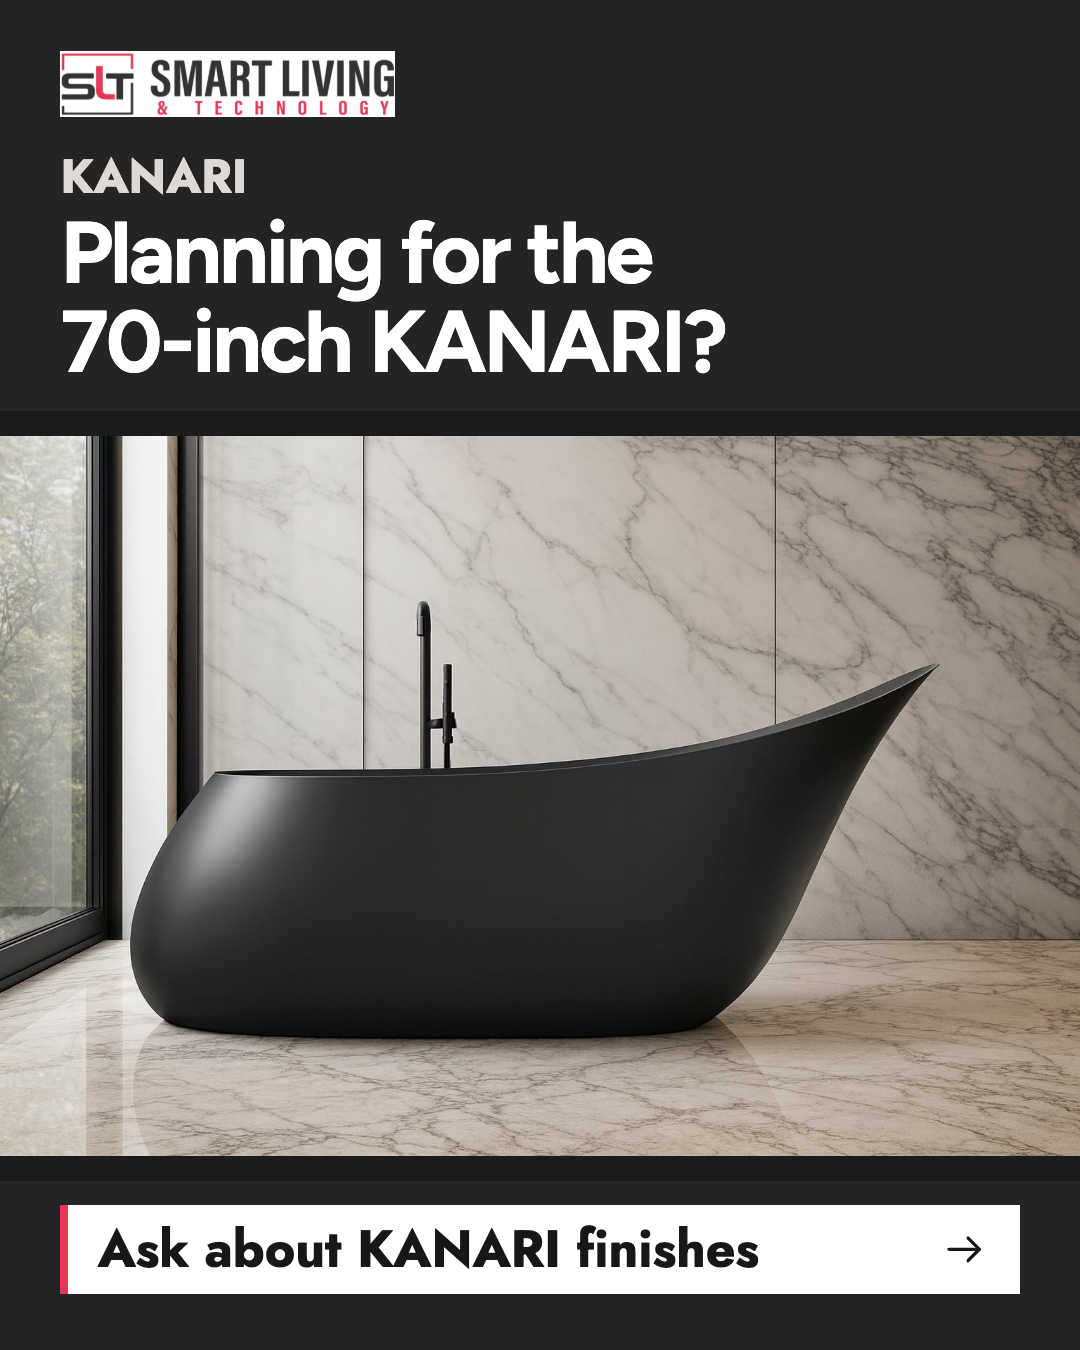 SLT SMART LIVING
& TECHNOLOGY
KANARI
Planning for the
70-inch KANARI?
Ask about KANARI finishes →